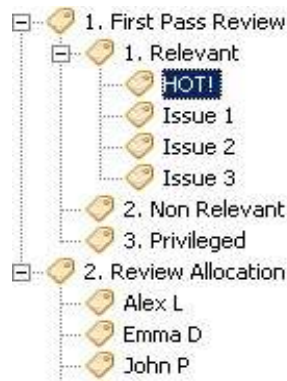 1. First Pass Review
1. Relevant
HOT!
Issue 1
Issue 2
Issue 3
2. Non Relevant
3. Privileged
2. Review Allocation
Alex L
Emma D
John P